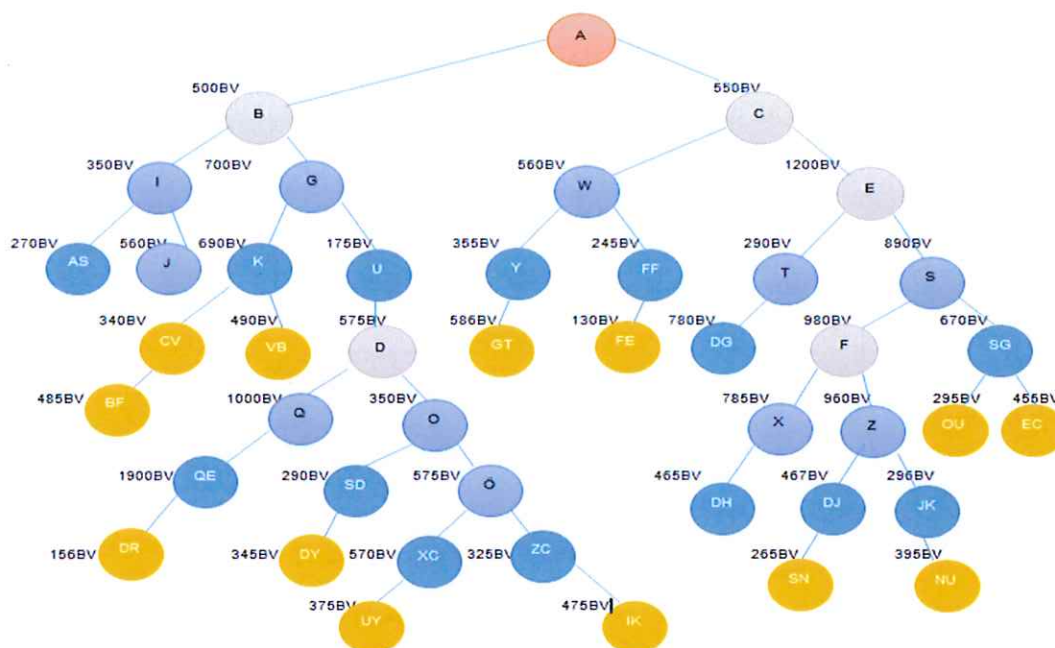 A
500BV
550BV
B
C
350BV
700BV
560BV
1200BV
I
G
W
E
270BV
560BV
690BV
175BV
355BV
245BV
290BV
890BV
AS
J
K
U
Y
FF
T
S
340BV
490BV
575BV
586BV
130BV
780BV
980BV
670BV
CV
VB
D
GT
FE
DG
F
SG
485BV
1000BV
350BV
785BV
960BV
295BV
455BV
BF
Q
O
X
Z
OU
EC
1900BV
290BV
575BV
465BV
467BV
296BV
QE
SD
Ö
DH
DJ
JK
156BV
345BV
570BV
325BV
265BV
395BV
DR
DY
XC
ZC
SN
NU
375BV
475BV
UY
IK